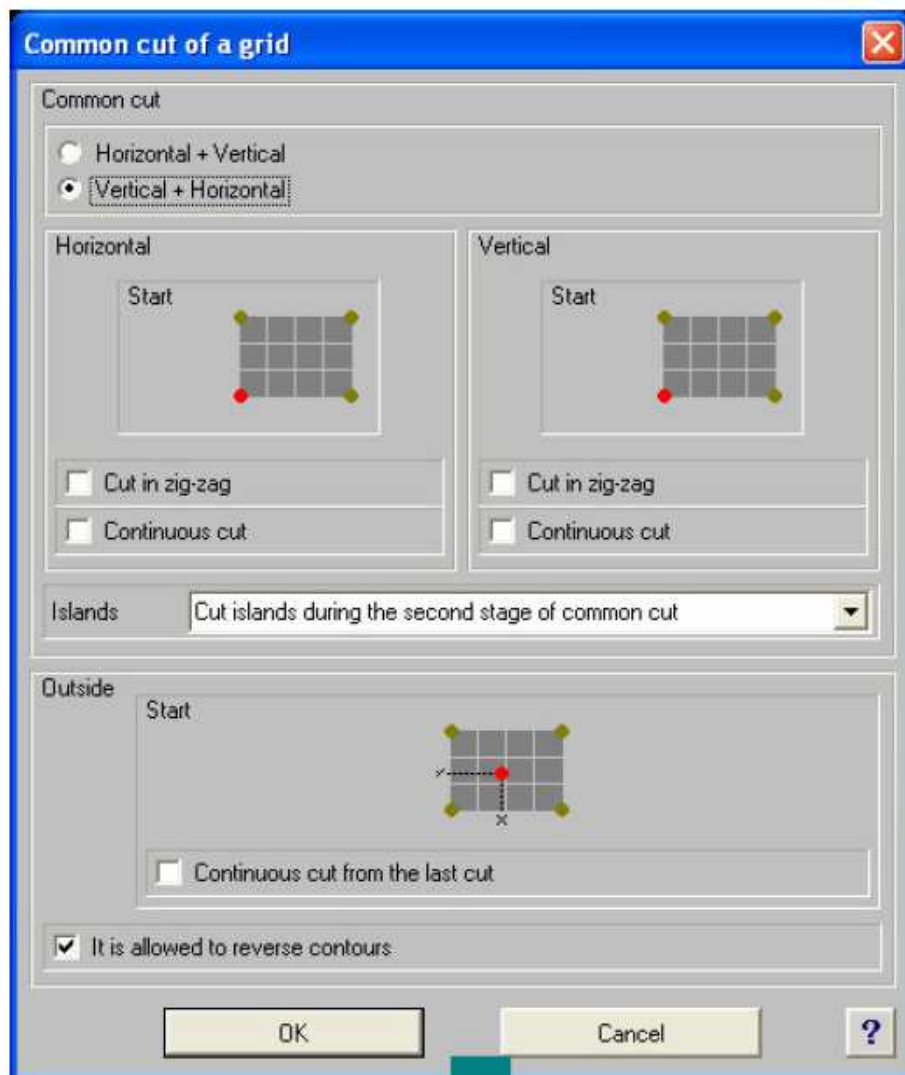 Common cut of a grid
Common cut
Horizontal + Vertical
Vertical + Horizontal
Horizontal
Start
Cut in zig-zag
Continuous cut
Vertical
Start
Cut in zig-zag
Continuous cut
Islands
Cut islands during the second stage of common cut
Outside
Start
Y
X
Continuous cut from the last cut
It is allowed to reverse contours
OK
Cancel
?